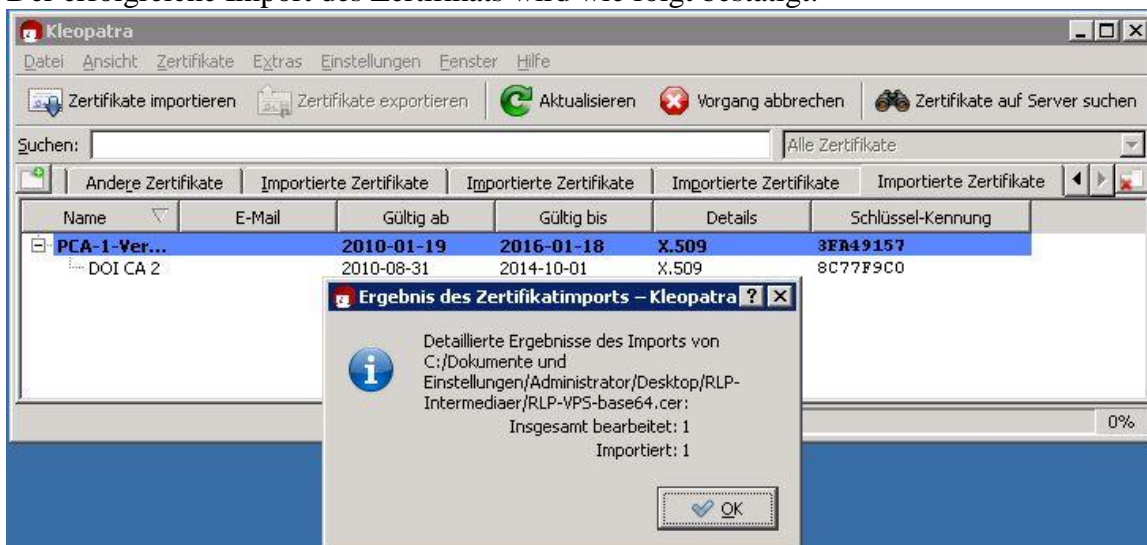 Der erfolgreiche Import des Zertifikats wird wie folgt bestätigt:
Kleopatra
Datei Ansicht Zertifikate Extras Einstellungen Fenster Hilfe
Zertifikate importieren Zertifikate exportieren Aktualisieren Vorgang abbrechen Zertifikate auf Server suchen
Suchen: Alle Zertifikate
Andere Zertifikate Importierte Zertifikate Importierte Zertifikate Importierte Zertifikate Importierte Zertifikate
Name E-Mail Gültig ab Gültig bis Details Schlüssel-Kennung
PCA-1-Ver... 2010-01-19 2016-01-18 X.509 3FA49157
DOI CA 2 2010-08-31 2014-10-01 X.509 8C77F9C0
Ergebnis des Zertifikatimports – Kleopatra
Detaillierte Ergebnisse des Imports von
C:/Dokumente und
Einstellungen/Administrator/Desktop/RLP-
Intermediaer/RLP-VPS-base64.cer:
Insgesamt bearbeitet: 1
Importiert: 1
0%
OK